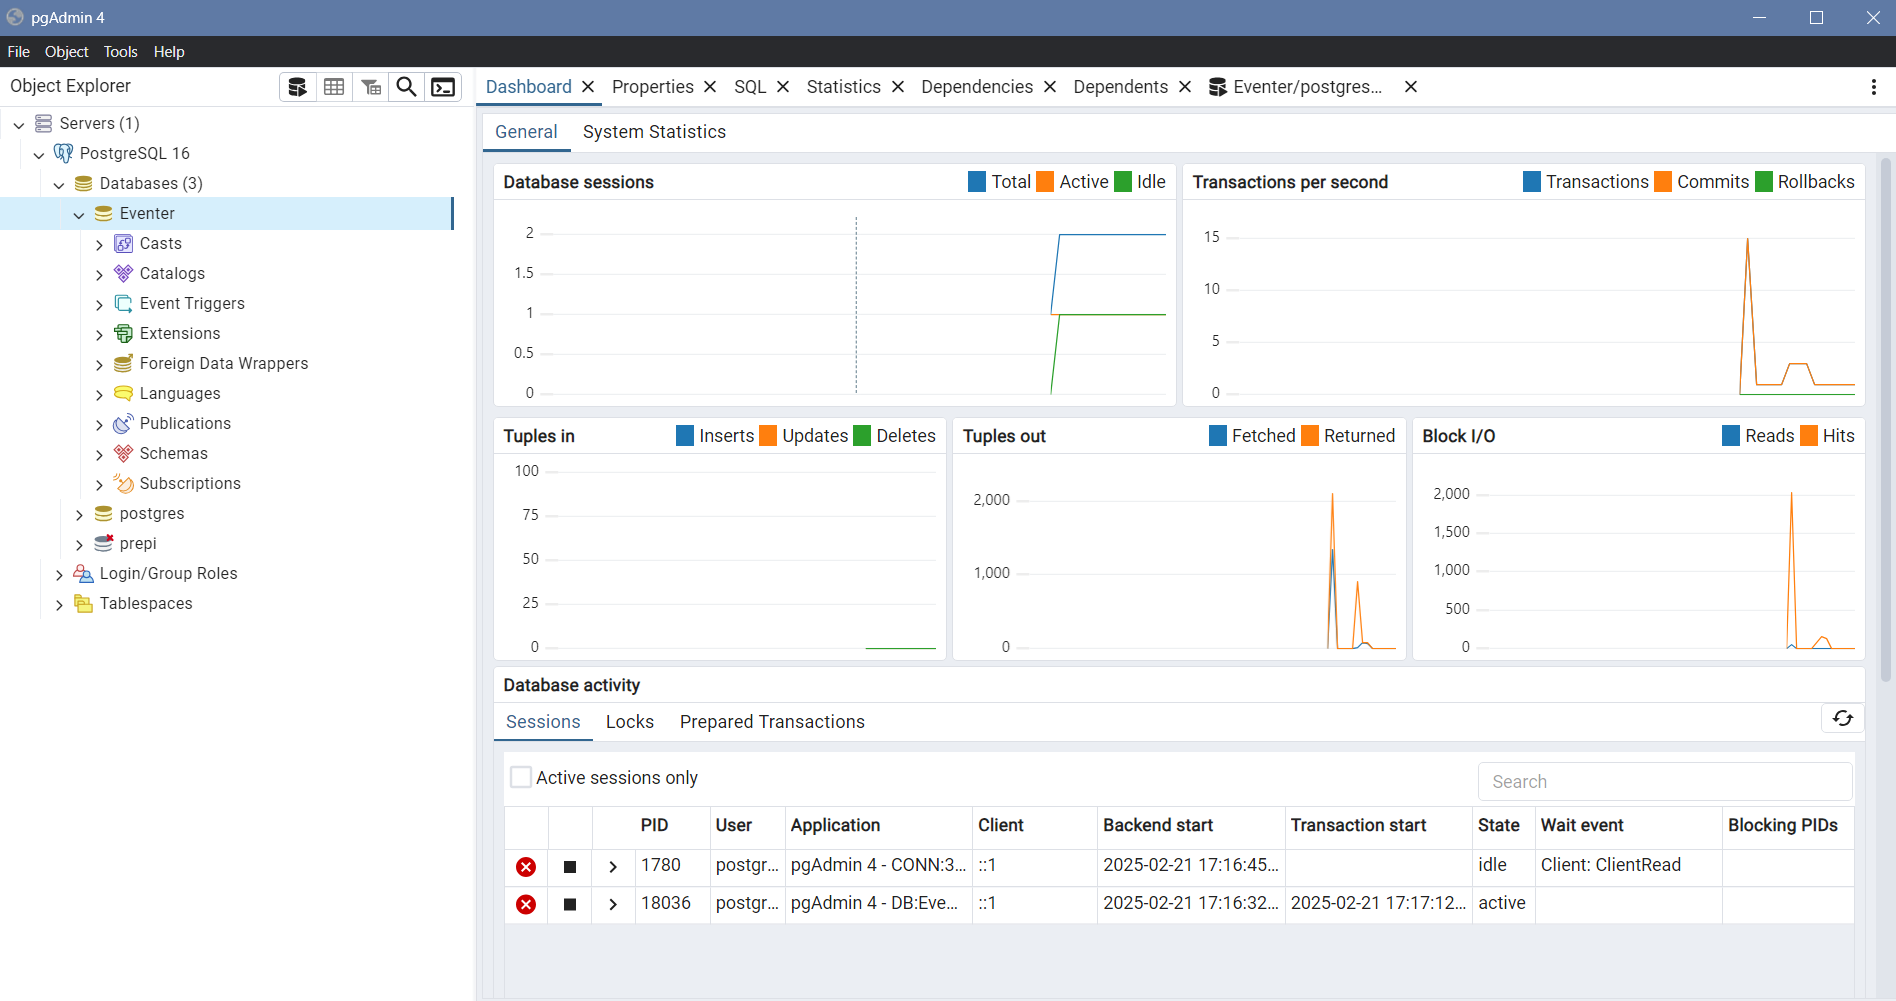 pgAdmin 4
File Object Tools Help
Object Explorer
Dashboard Properties SQL Statistics Dependencies Dependents Eventer/postgres...
Servers (1)
PostgreSQL 16
Databases (3)
Eventer
Casts
Catalogs
Event Triggers
Extensions
Foreign Data Wrappers
Languages
Publications
Schemas
Subscriptions
postgres
prepi
Login/Group Roles
Tablespaces
General System Statistics
Database sessions Total Active Idle
2
1.5
1
0.5
0
Transactions per second Transactions Commits Rollbacks
15
10
5
0
Tuples in Inserts Updates Deletes
100
75
50
25
0
Tuples out Fetched Returned
2,000
1,000
0
Block I/O Reads Hits
2,000
1,500
1,000
500
0
Database activity
Sessions Locks Prepared Transactions
Active sessions only
Search
PID User Application Client Backend start Transaction start State Wait event Blocking PIDs
1780 postgr... pgAdmin 4 - CONN:3... ::1 2025-02-21 17:16:45... idle Client: ClientRead
18036 postgr... pgAdmin 4 - DB:Eve... ::1 2025-02-21 17:16:32... 2025-02-21 17:17:12... active